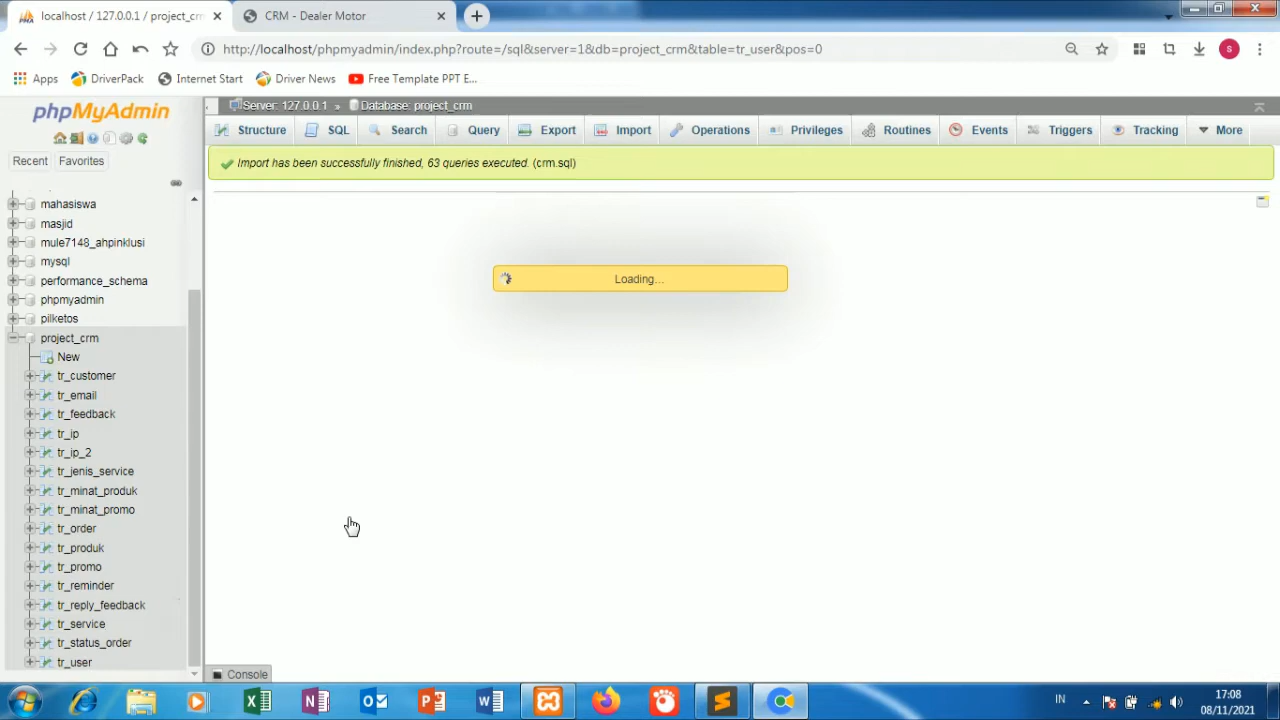 localhost / 127.0.0.1 / project_crm
CRM - Dealer Motor
http://localhost/phpmyadmin/index.php?route=/sql&server=1&db=project_crm&table=tr_user&pos=0
S
Apps
DriverPack
Internet Start
Driver News
Free Template PPT E...
phpMyAdmin
Server: 127.0.0.1 » Database: project_crm
Structure
SQL
Search
Query
Export
Import
Operations
Privileges
Routines
Events
Triggers
Tracking
More
Recent
Favorites
Import has been successfully finished, 63 queries executed. (crm.sql)
Loading...
mahasiswa
masjid
mule7148_ahpinklusi
mysql
performance_schema
phpmyadmin
pilketos
project_crm
New
tr_customer
tr_email
tr_feedback
tr_ip
tr_ip_2
tr_jenis_service
tr_minat_produk
tr_minat_promo
tr_order
tr_produk
tr_promo
tr_reminder
tr_reply_feedback
tr_service
tr_status_order
tr_user
Console
IN
17:08
08/11/2021